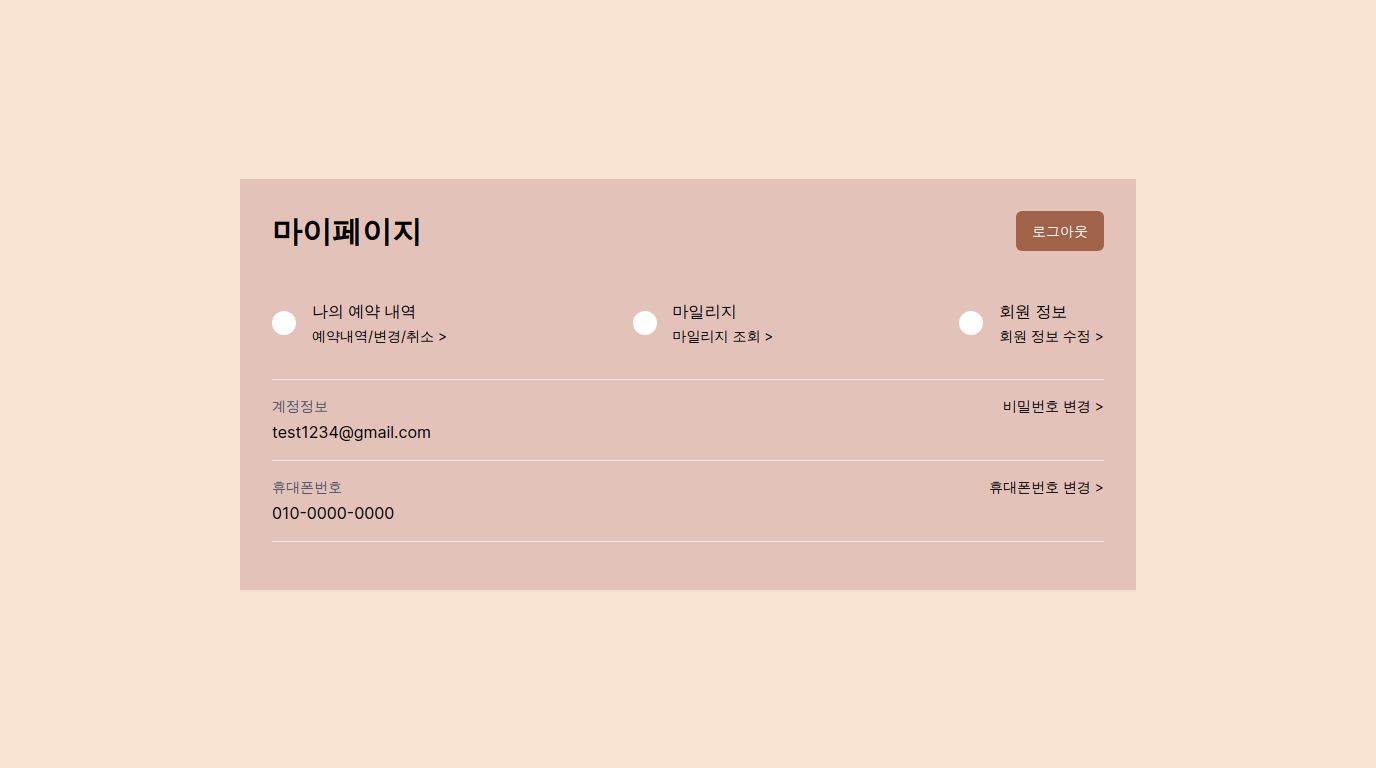 마이페이지
로그아웃
나의 예약 내역
예약내역/변경/취소 >
마일리지
마일리지 조회 >
회원 정보
회원 정보 수정 >
계정정보
비밀번호 변경 >
test1234@gmail.com
휴대폰번호
휴대폰번호 변경 >
010-0000-0000